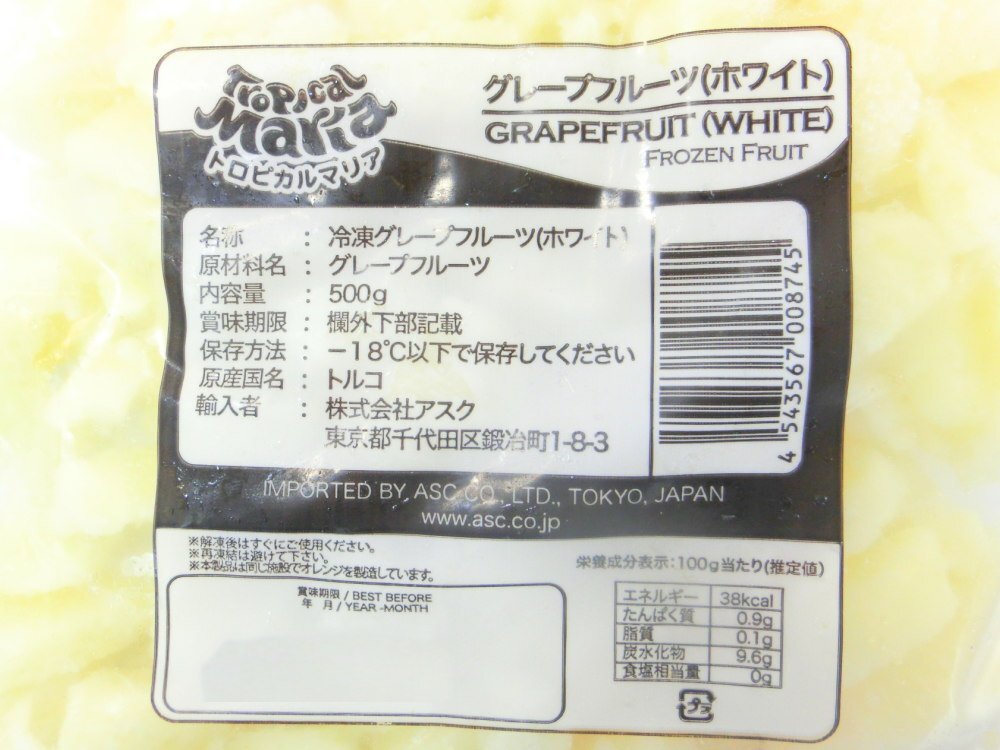 Tropical
Maria
トロピカルマリア
グレープフルーツ(ホワイト)
GRAPEFRUIT (WHITE)
FROZEN FRUIT
名称 : 冷凍グレープフルーツ(ホワイト)
原材料名 : グレープフルーツ
内容量 : 500g
賞味期限 : 欄外下部記載
保存方法 : －18℃以下で保存してください
原産国名 : トルコ
輸入者 : 株式会社アスク
東京都千代田区鍛冶町1-8-3
4 543567 008745
IMPORTED BY, ASC CO., LTD., TOKYO, JAPAN
www.asc.co.jp
※解凍後はすぐにご使用ください。
※再凍結は避けて下さい。
※本製品は同じ施設でオレンジを製造しています。
賞味期限 / BEST BEFORE
年 月 / YEAR -MONTH
栄養成分表示:100g当たり(推定値)
エネルギー 38kcal
たんぱく質 0.9g
脂質 0.1g
炭水化物 9.6g
食塩相当量 0g
プラ